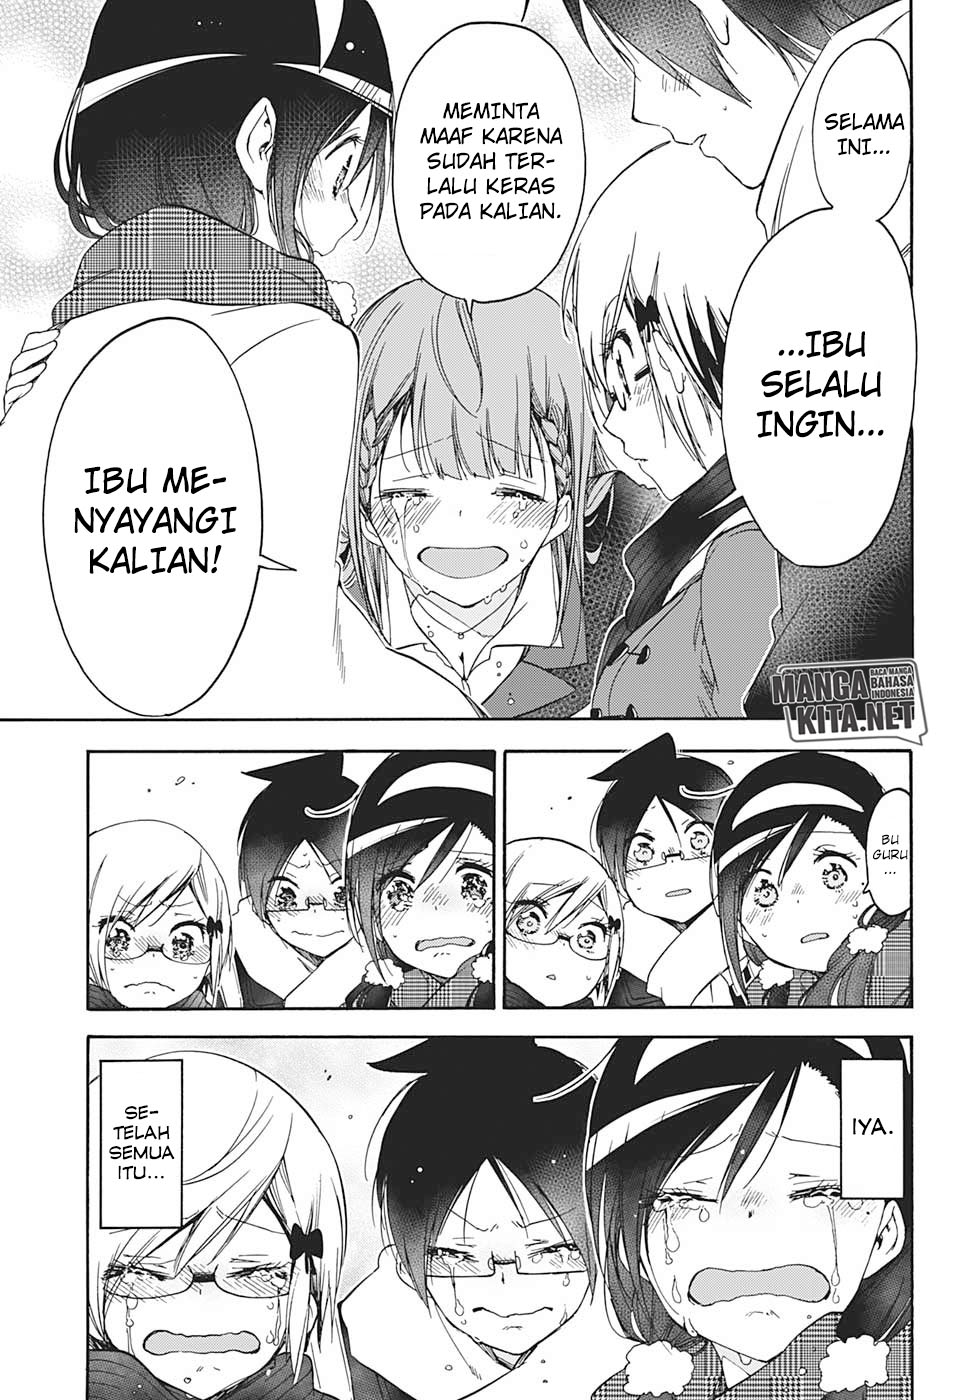 SELAMA
INI...
...IBU
SELALU
INGIN...
MEMINTA
MAAF KARENA
SUDAH TER-
LALU KERAS
PADA KALIAN.
IBU ME-
NYAYANGI
KALIAN!
MANGA
KITA.NET
BACA MANGA
BAHASA
INDONESIA
BU
GURU
...
IYA.
SE-
TELAH
SEMUA
ITU...